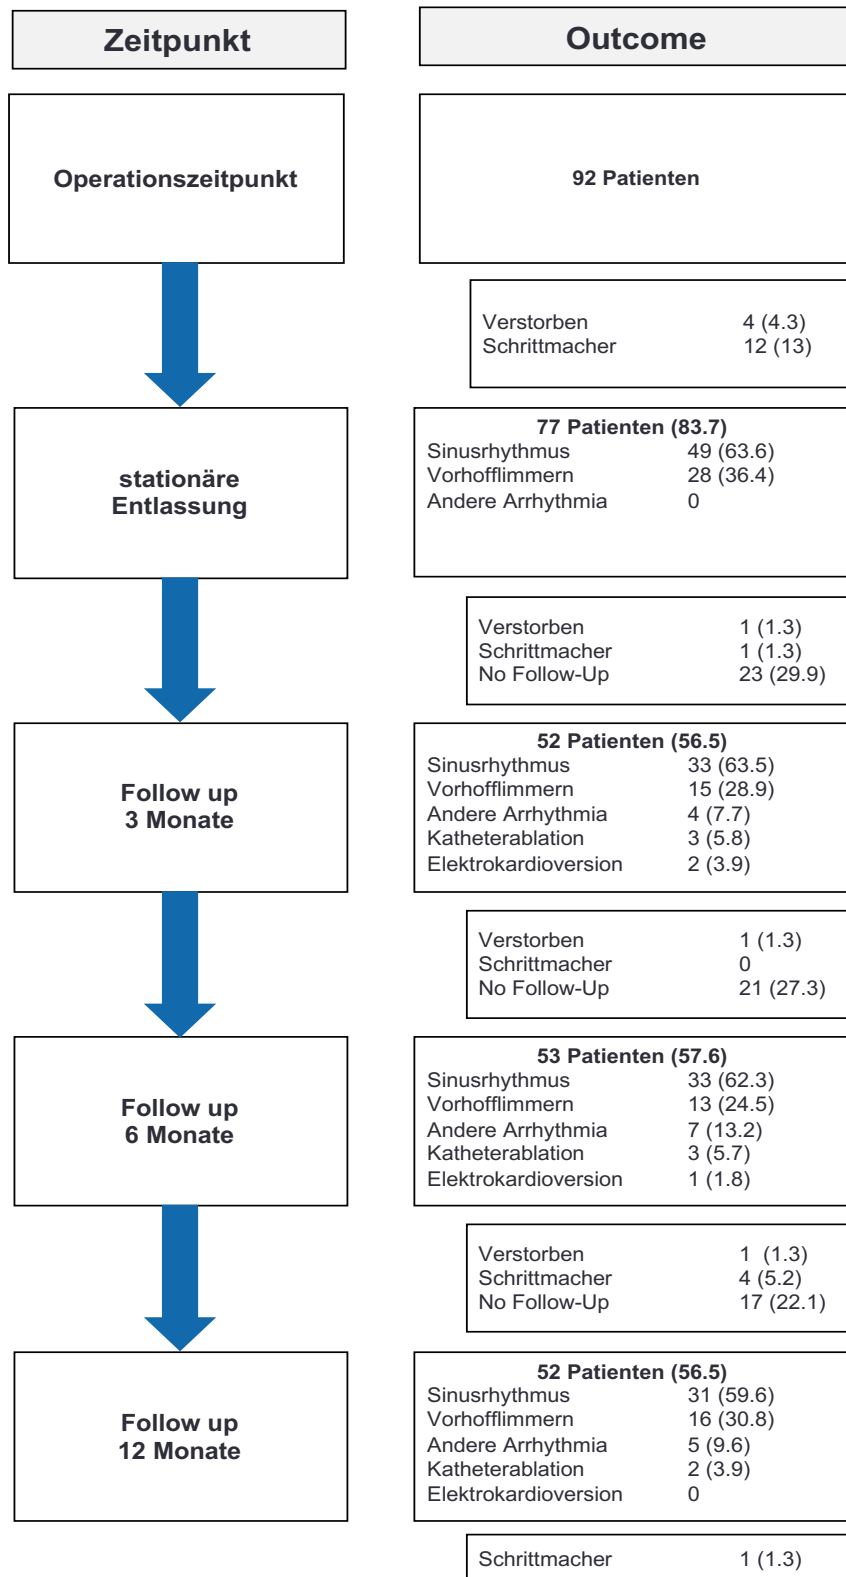 Zeitpunkt
Outcome
Operationszeitpunkt
92 Patienten
Verstorben 4 (4.3)
Schrittmacher 12 (13)
stationäre
Entlassung
77 Patienten (83.7)
Sinusrhythmus 49 (63.6)
Vorhofflimmern 28 (36.4)
Andere Arrhythmia 0
Verstorben 1 (1.3)
Schrittmacher 1 (1.3)
No Follow-Up 23 (29.9)
Follow up
3 Monate
52 Patienten (56.5)
Sinusrhythmus 33 (63.5)
Vorhofflimmern 15 (28.9)
Andere Arrhythmia 4 (7.7)
Katheterablation 3 (5.8)
Elektrokardioversion 2 (3.9)
Verstorben 1 (1.3)
Schrittmacher 0
No Follow-Up 21 (27.3)
Follow up
6 Monate
53 Patienten (57.6)
Sinusrhythmus 33 (62.3)
Vorhofflimmern 13 (24.5)
Andere Arrhythmia 7 (13.2)
Katheterablation 3 (5.7)
Elektrokardioversion 1 (1.8)
Verstorben 1 (1.3)
Schrittmacher 4 (5.2)
No Follow-Up 17 (22.1)
Follow up
12 Monate
52 Patienten (56.5)
Sinusrhythmus 31 (59.6)
Vorhofflimmern 16 (30.8)
Andere Arrhythmia 5 (9.6)
Katheterablation 2 (3.9)
Elektrokardioversion 0
Schrittmacher 1 (1.3)